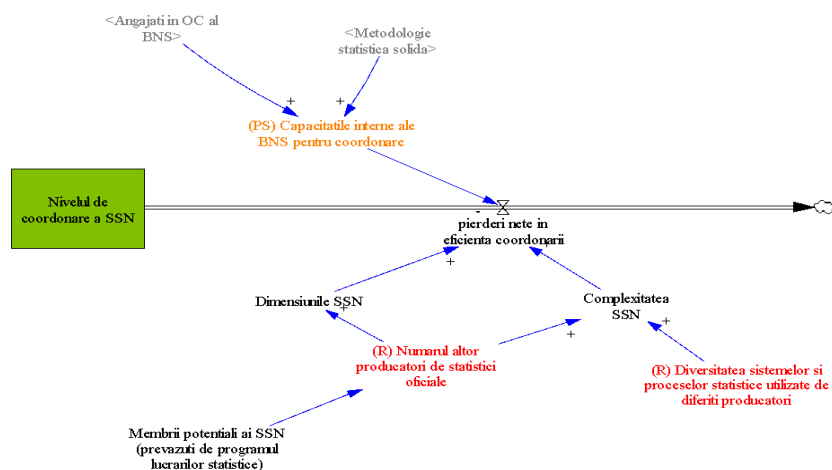 <Angajati in OC al
BNS>
<Metodologie
statistica solida>
+
+
(PS) Capacitatile interne ale
BNS pentru coordonare
Nivelul de
coordonare a SSN
-
pierderi nete in
eficienta coordonarii
+
Dimensiunile SSN
+
Complexitatea
SSN
+
+
(R) Numarul altor
producatori de statistici
oficiale
(R) Diversitatea sistemelor si
proceselor statistice utilizate de
diferiti producatori
Membrii potentiali ai SSN
(prevazuti de programul
lucrarilor statistice)